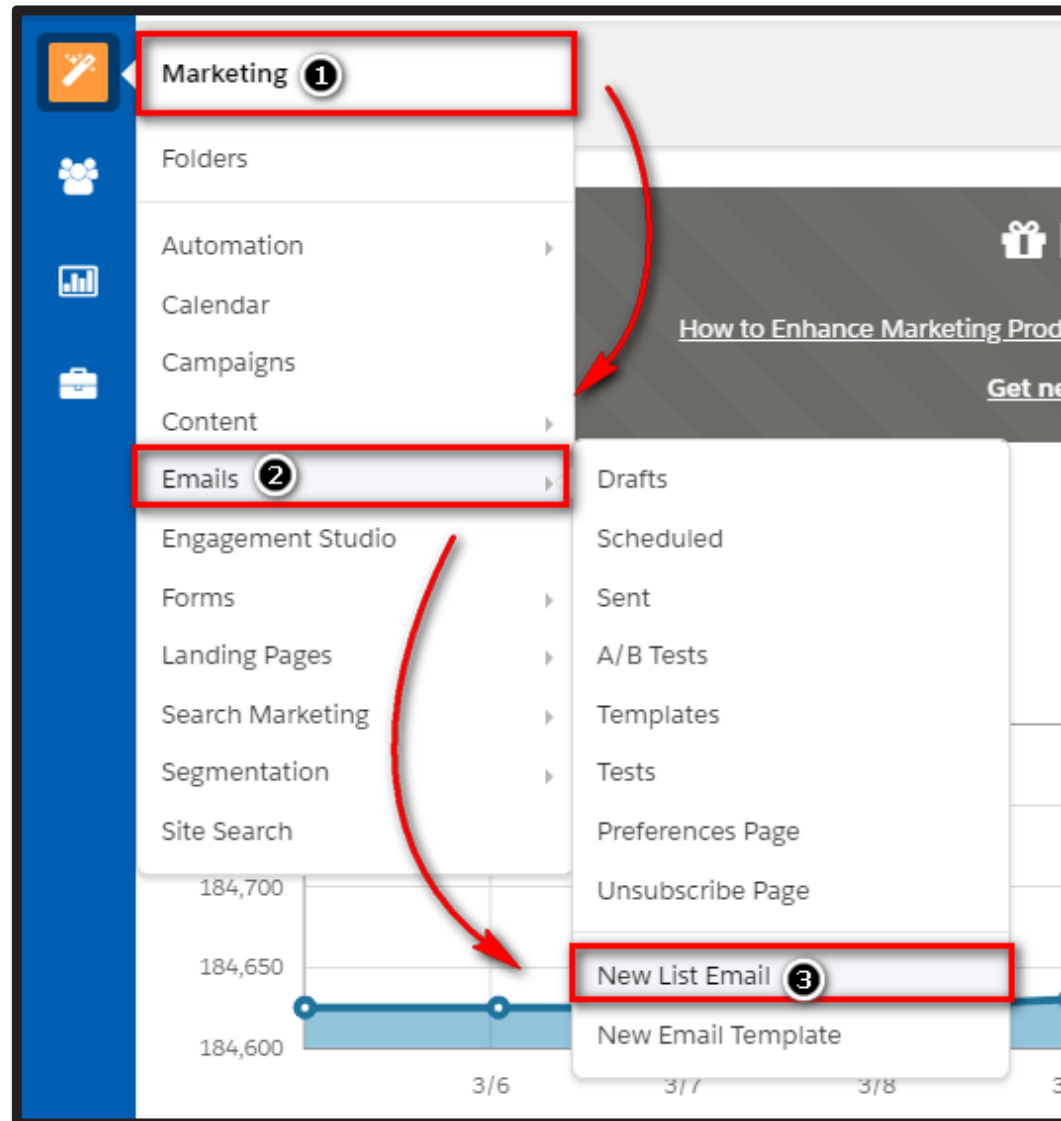 Marketing 1
Folders
Automation
Calendar
Campaigns
Content
Emails 2
Engagement Studio
Forms
Landing Pages
Search Marketing
Segmentation
Site Search
How to Enhance Marketing
Get
Drafts
Scheduled
Sent
A/B Tests
Templates
Tests
Preferences Page
Unsubscribe Page
New List Email 3
New Email Template
184,700
184,650
184,600
3/6 3/7 3/8